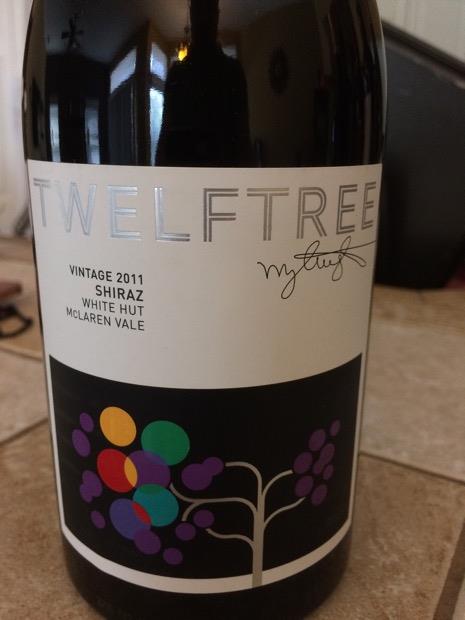 TWELFTREE
VINTAGE 2011
SHIRAZ
WHITE HUT
McLAREN VALE